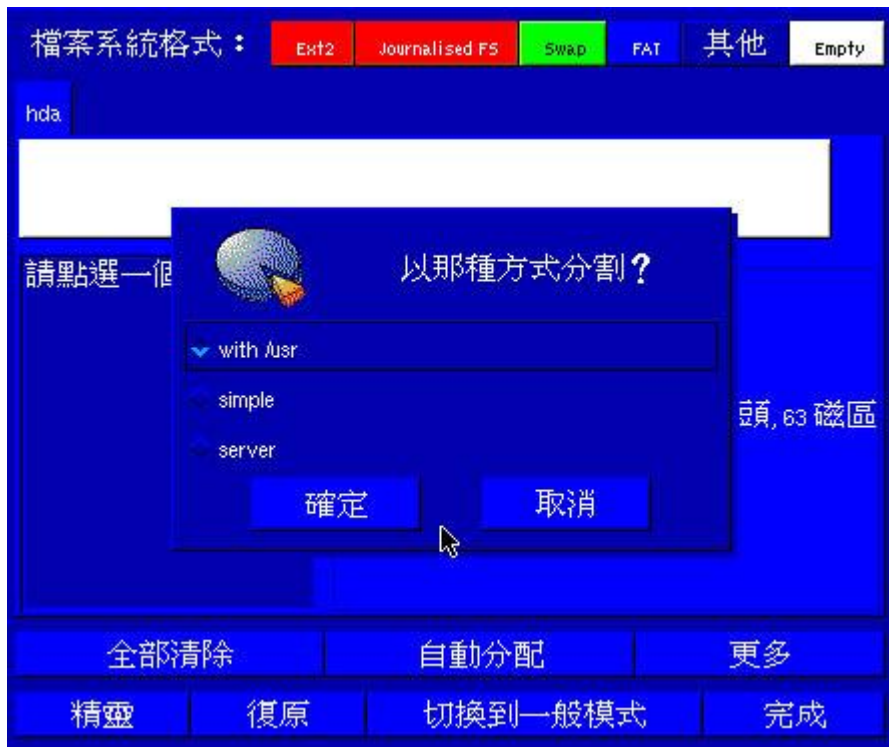 檔案系統格式： Ext2 Journalised FS Swap FAT 其他 Empty
hda
以那種方式分割?
請點選一個
with /usr
simple
頭, 63 磁區
server
確定 取消
全部清除 自動分配 更多
精靈 復原 切換到一般模式 完成